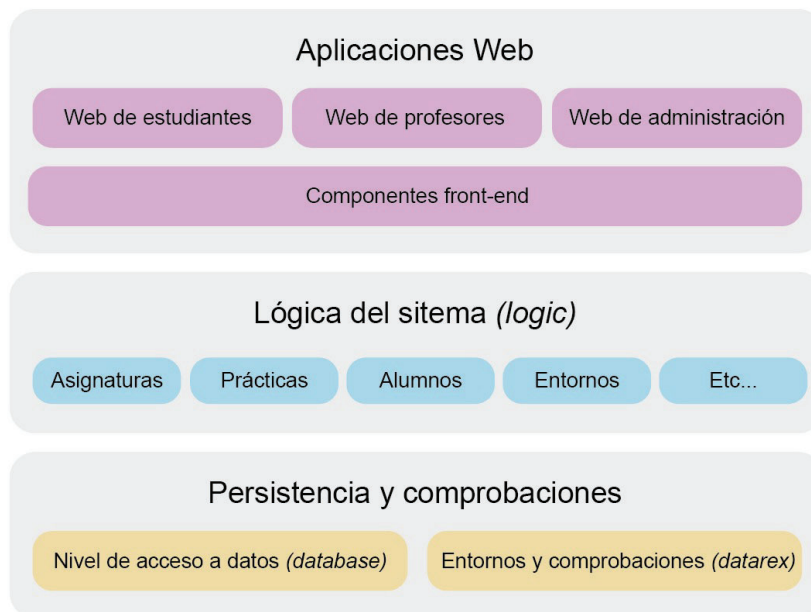 Aplicaciones Web
Web de estudiantes
Web de profesores
Web de administración
Componentes front-end
Lógica del sitema (logic)
Asignaturas
Prácticas
Alumnos
Entornos
Etc...
Persistencia y comprobaciones
Nivel de acceso a datos (database)
Entornos y comprobaciones (datarex)